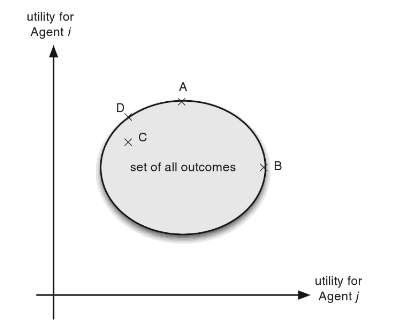 utility for
Agent i
A
D
C
set of all outcomes
B
utility for
Agent j